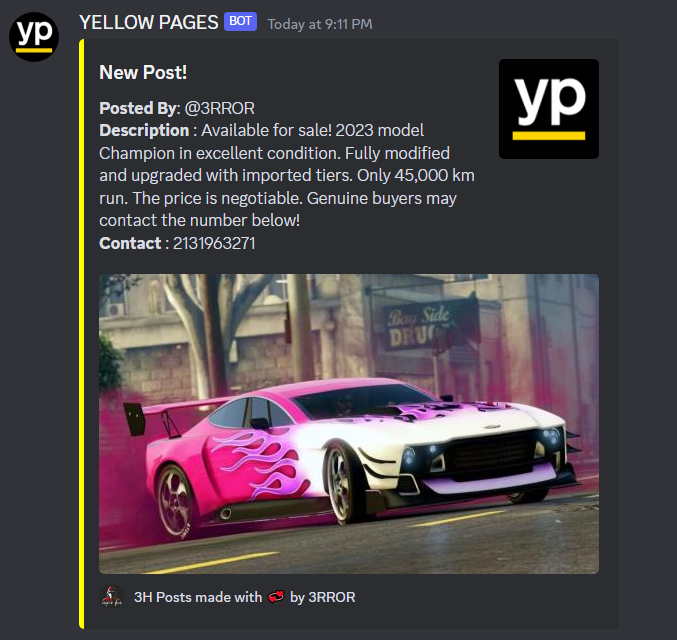 yp
YELLOW PAGES BOT Today at 9:11 PM
New Post!
yp
Posted By: @3RROR
Description : Available for sale! 2023 model
Champion in excellent condition. Fully modified
and upgraded with imported tiers. Only 45,000 km
run. The price is negotiable. Genuine buyers may
contact the number below!
Contact : 2131963271
Bay Side
DRUG
3H Posts made with 💞 by 3RROR